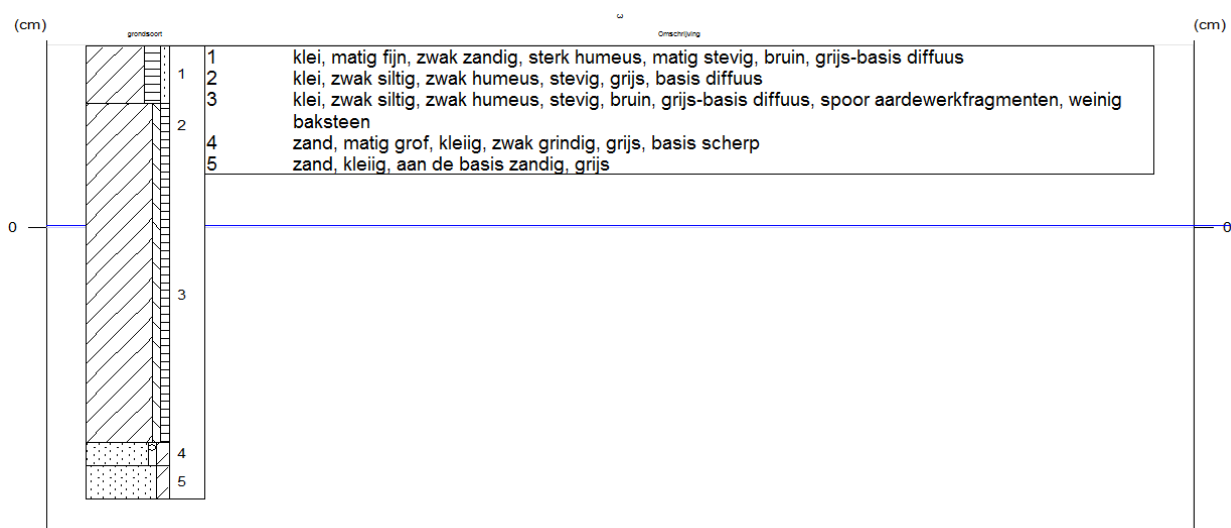 3
(cm)
(cm)
grondsoort
Omschrijving
1 klei, matig fijn, zwak zandig, sterk humeus, matig stevig, bruin, grijs-basis diffuus
2 klei, zwak siltig, zwak humeus, stevig, grijs, basis diffuus
3 klei, zwak siltig, zwak humeus, stevig, bruin, grijs-basis diffuus, spoor aardewerkfragmenten, weinig
baksteen
4 zand, matig grof, kleiig, zwak grindig, grijs, basis scherp
5 zand, kleiig, aan de basis zandig, grijs
1
2
0
0
3
4
5